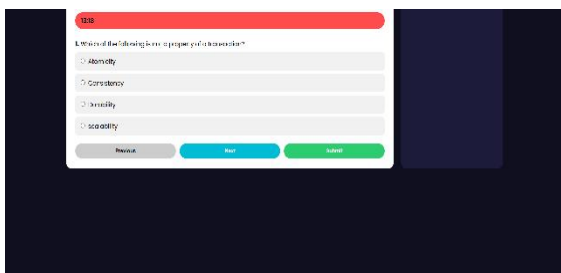 13:18
1. Which of the following is not a property of a transaction?
Atomicity
Consistency
Durability
scalability
Previous
Next
Submit